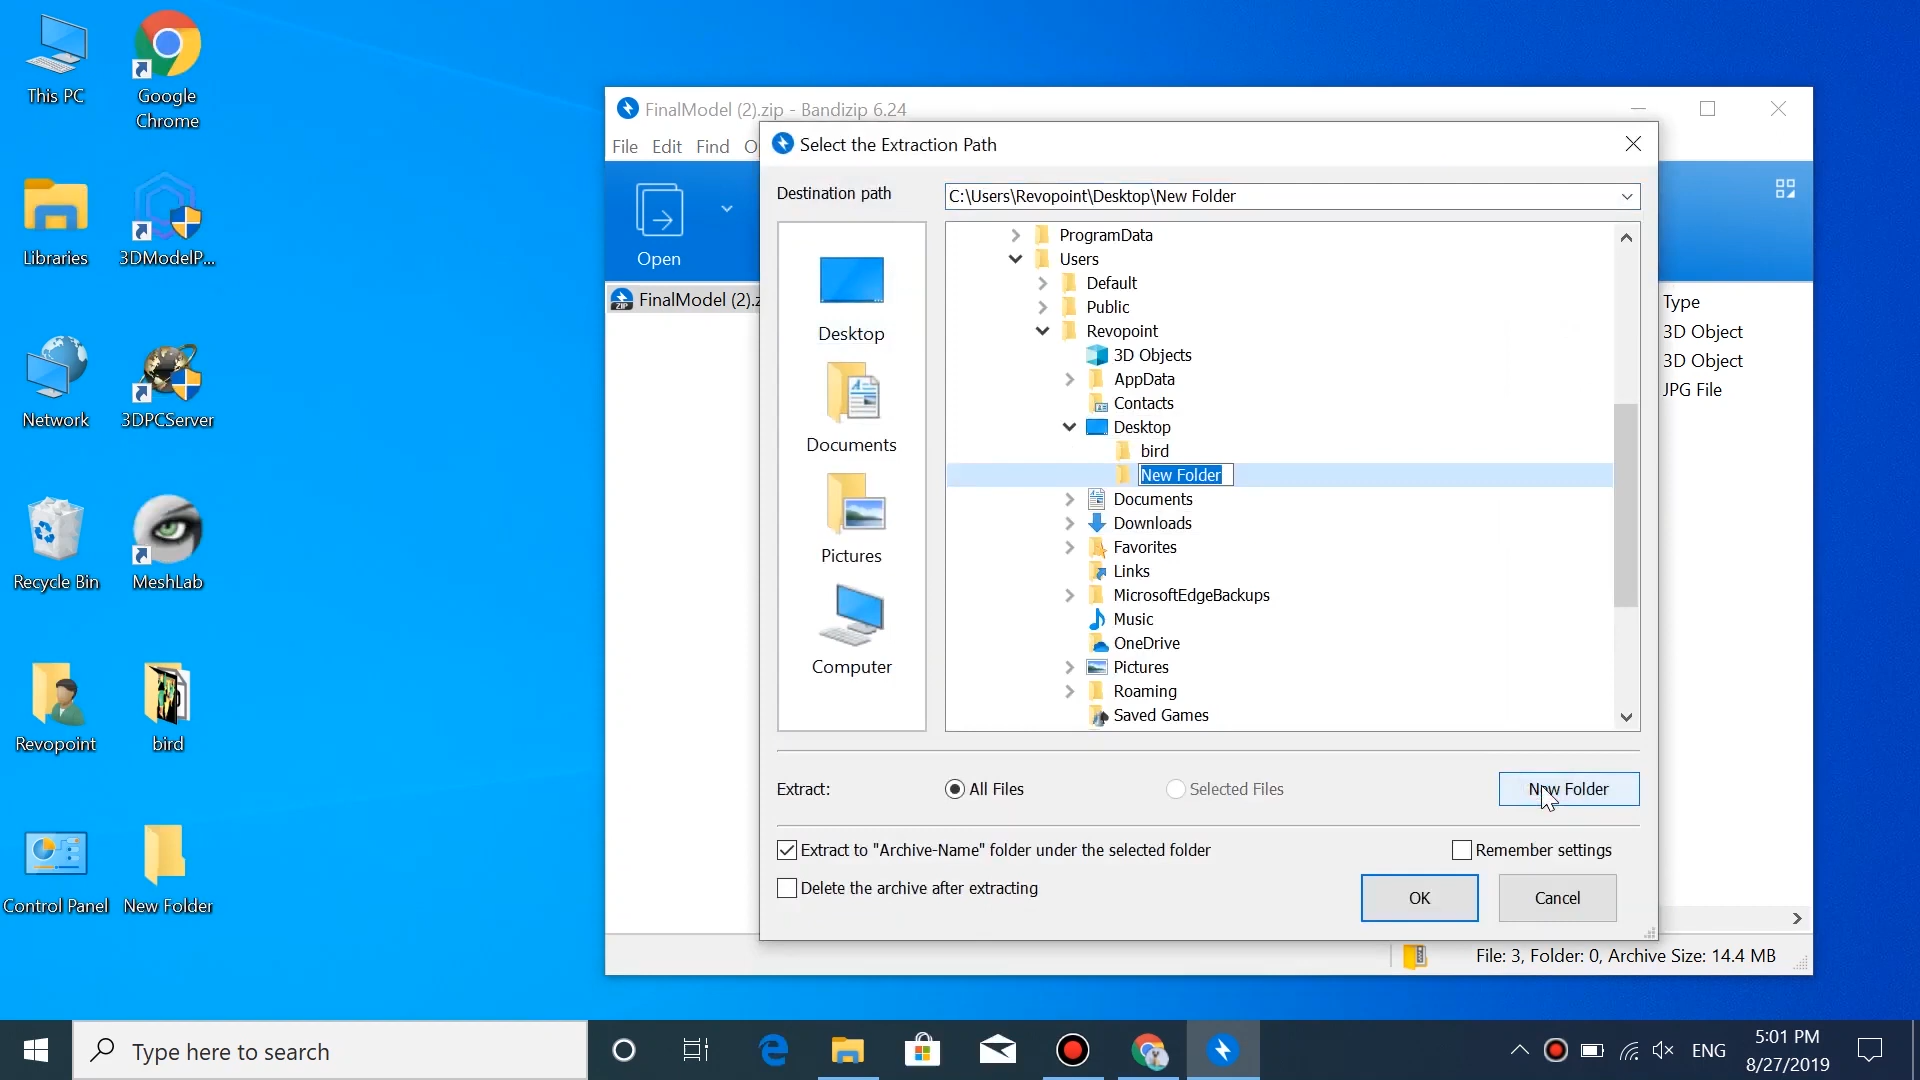 This PC
Google
Chrome
Libraries
3DModelP...
Network
3DPCServer
Recycle Bin
MeshLab
Revopoint
bird
Control Panel
New Folder
FinalModel (2).zip - Bandizip 6.24
File Edit Find O
Open
FinalModel (2).z
Select the Extraction Path
Destination path
C:\Users\Revopoint\Desktop\New Folder
Desktop
Documents
Pictures
Computer
ProgramData
Users
Default
Public
Revopoint
3D Objects
AppData
Contacts
Desktop
bird
New Folder
Documents
Downloads
Favorites
Links
MicrosoftEdgeBackups
Music
OneDrive
Pictures
Roaming
Saved Games
Extract:
All Files
Selected Files
New Folder
Extract to "Archive-Name" folder under the selected folder
Remember settings
Delete the archive after extracting
OK
Cancel
Type
3D Object
3D Object
JPG File
File: 3, Folder: 0, Archive Size: 14.4 MB
Type here to search
ENG
5:01 PM
8/27/2019